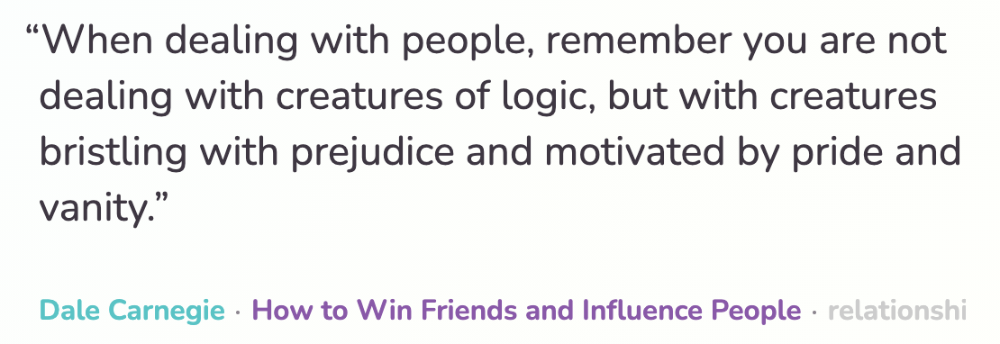 “When dealing with people, remember you are not
dealing with creatures of logic, but with creatures
bristling with prejudice and motivated by pride and
vanity.”
Dale Carnegie · How to Win Friends and Influence People · relationshi